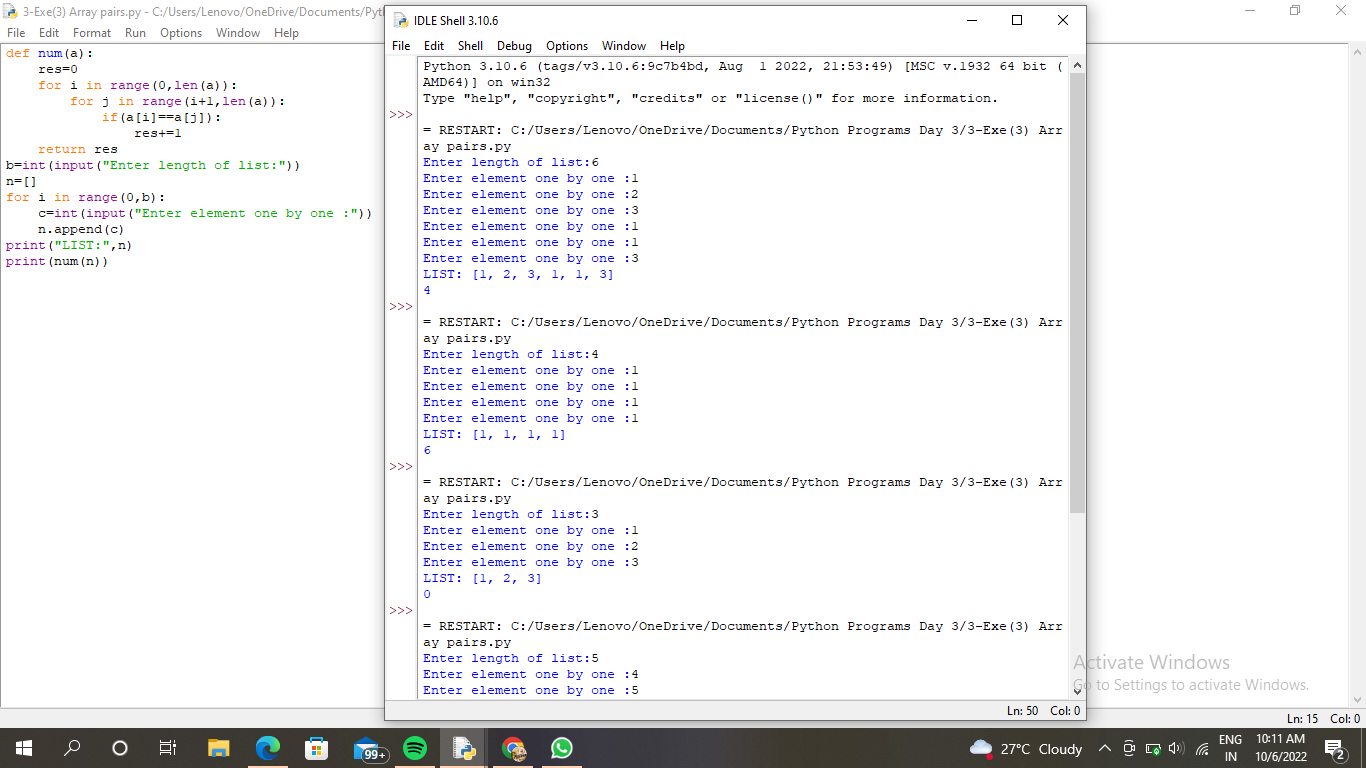 3-Exe(3) Array pairs.py - C:/Users/Lenovo/OneDrive/Documents/Pyt
File Edit Format Run Options Window Help
def num(a):
    res=0
    for i in range(0,len(a)):
        for j in range(i+1,len(a)):
            if(a[i]==a[j]):
                res+=1
    return res
b=int(input("Enter length of list:"))
n=[]
for i in range(0,b):
    c=int(input("Enter element one by one :"))
    n.append(c)
print("LIST:",n)
print(num(n))
IDLE Shell 3.10.6
File Edit Shell Debug Options Window Help
Python 3.10.6 (tags/v3.10.6:9c7b4bd, Aug  1 2022, 21:53:49) [MSC v.1932 64 bit (
AMD64)] on win32
Type "help", "copyright", "credits" or "license()" for more information.
>>>
= RESTART: C:/Users/Lenovo/OneDrive/Documents/Python Programs Day 3/3-Exe(3) Arr
ay pairs.py
Enter length of list:6
Enter element one by one :1
Enter element one by one :2
Enter element one by one :3
Enter element one by one :1
Enter element one by one :1
Enter element one by one :3
LIST: [1, 2, 3, 1, 1, 3]
4
>>>
= RESTART: C:/Users/Lenovo/OneDrive/Documents/Python Programs Day 3/3-Exe(3) Arr
ay pairs.py
Enter length of list:4
Enter element one by one :1
Enter element one by one :1
Enter element one by one :1
Enter element one by one :1
LIST: [1, 1, 1, 1]
6
>>>
= RESTART: C:/Users/Lenovo/OneDrive/Documents/Python Programs Day 3/3-Exe(3) Arr
ay pairs.py
Enter length of list:3
Enter element one by one :1
Enter element one by one :2
Enter element one by one :3
LIST: [1, 2, 3]
0
>>>
= RESTART: C:/Users/Lenovo/OneDrive/Documents/Python Programs Day 3/3-Exe(3) Arr
ay pairs.py
Enter length of list:5
Enter element one by one :4
Enter element one by one :5
Ln: 50 Col: 0
Activate Windows
Go to Settings to activate Windows.
Ln: 15 Col: 0
99+
27°C Cloudy
ENG
IN
10:11 AM
10/6/2022
2